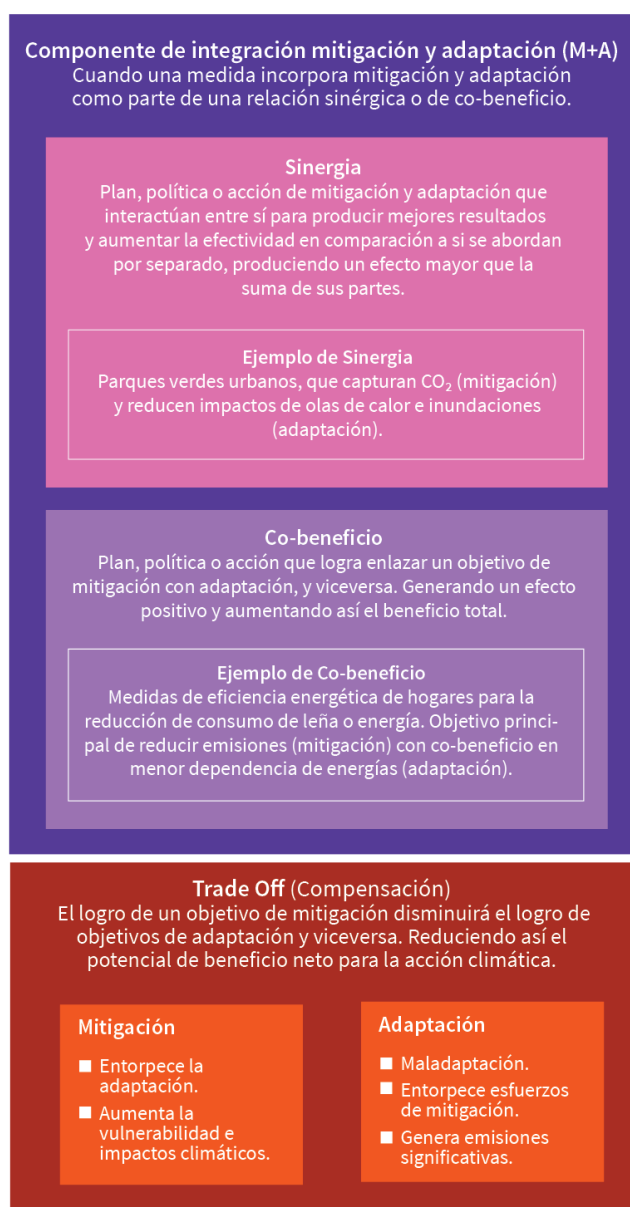 Componente de integración mitigación y adaptación (M+A)
Cuando una medida incorpora mitigación y adaptación
como parte de una relación sinérgica o de co-beneficio.
Sinergia
Plan, política o acción de mitigación y adaptación que
interactúan entre sí para producir mejores resultados
y aumentar la efectividad en comparación a si se abordan
por separado, produciendo un efecto mayor que la
suma de sus partes.
Ejemplo de Sinergia
Parques verdes urbanos, que capturan CO₂ (mitigación)
y reducen impactos de olas de calor e inundaciones
(adaptación).
Co-beneficio
Plan, política o acción que logra enlazar un objetivo de
mitigación con adaptación, y viceversa. Generando un efecto
positivo y aumentando así el beneficio total.
Ejemplo de Co-beneficio
Medidas de eficiencia energética de hogares para la
reducción de consumo de leña o energía. Objetivo princi-
pal de reducir emisiones (mitigación) con co-beneficio en
menor dependencia de energías (adaptación).
Trade Off (Compensación)
El logro de un objetivo de mitigación disminuirá el logro de
objetivos de adaptación y viceversa. Reduciendo así el
potencial de beneficio neto para la acción climática.
Mitigación
■ Entorpece la
adaptación.
■ Aumenta la
vulnerabilidad e
impactos climáticos.
Adaptación
■ Maladaptación.
■ Entorpece esfuerzos
de mitigación.
■ Genera emisiones
significativas.